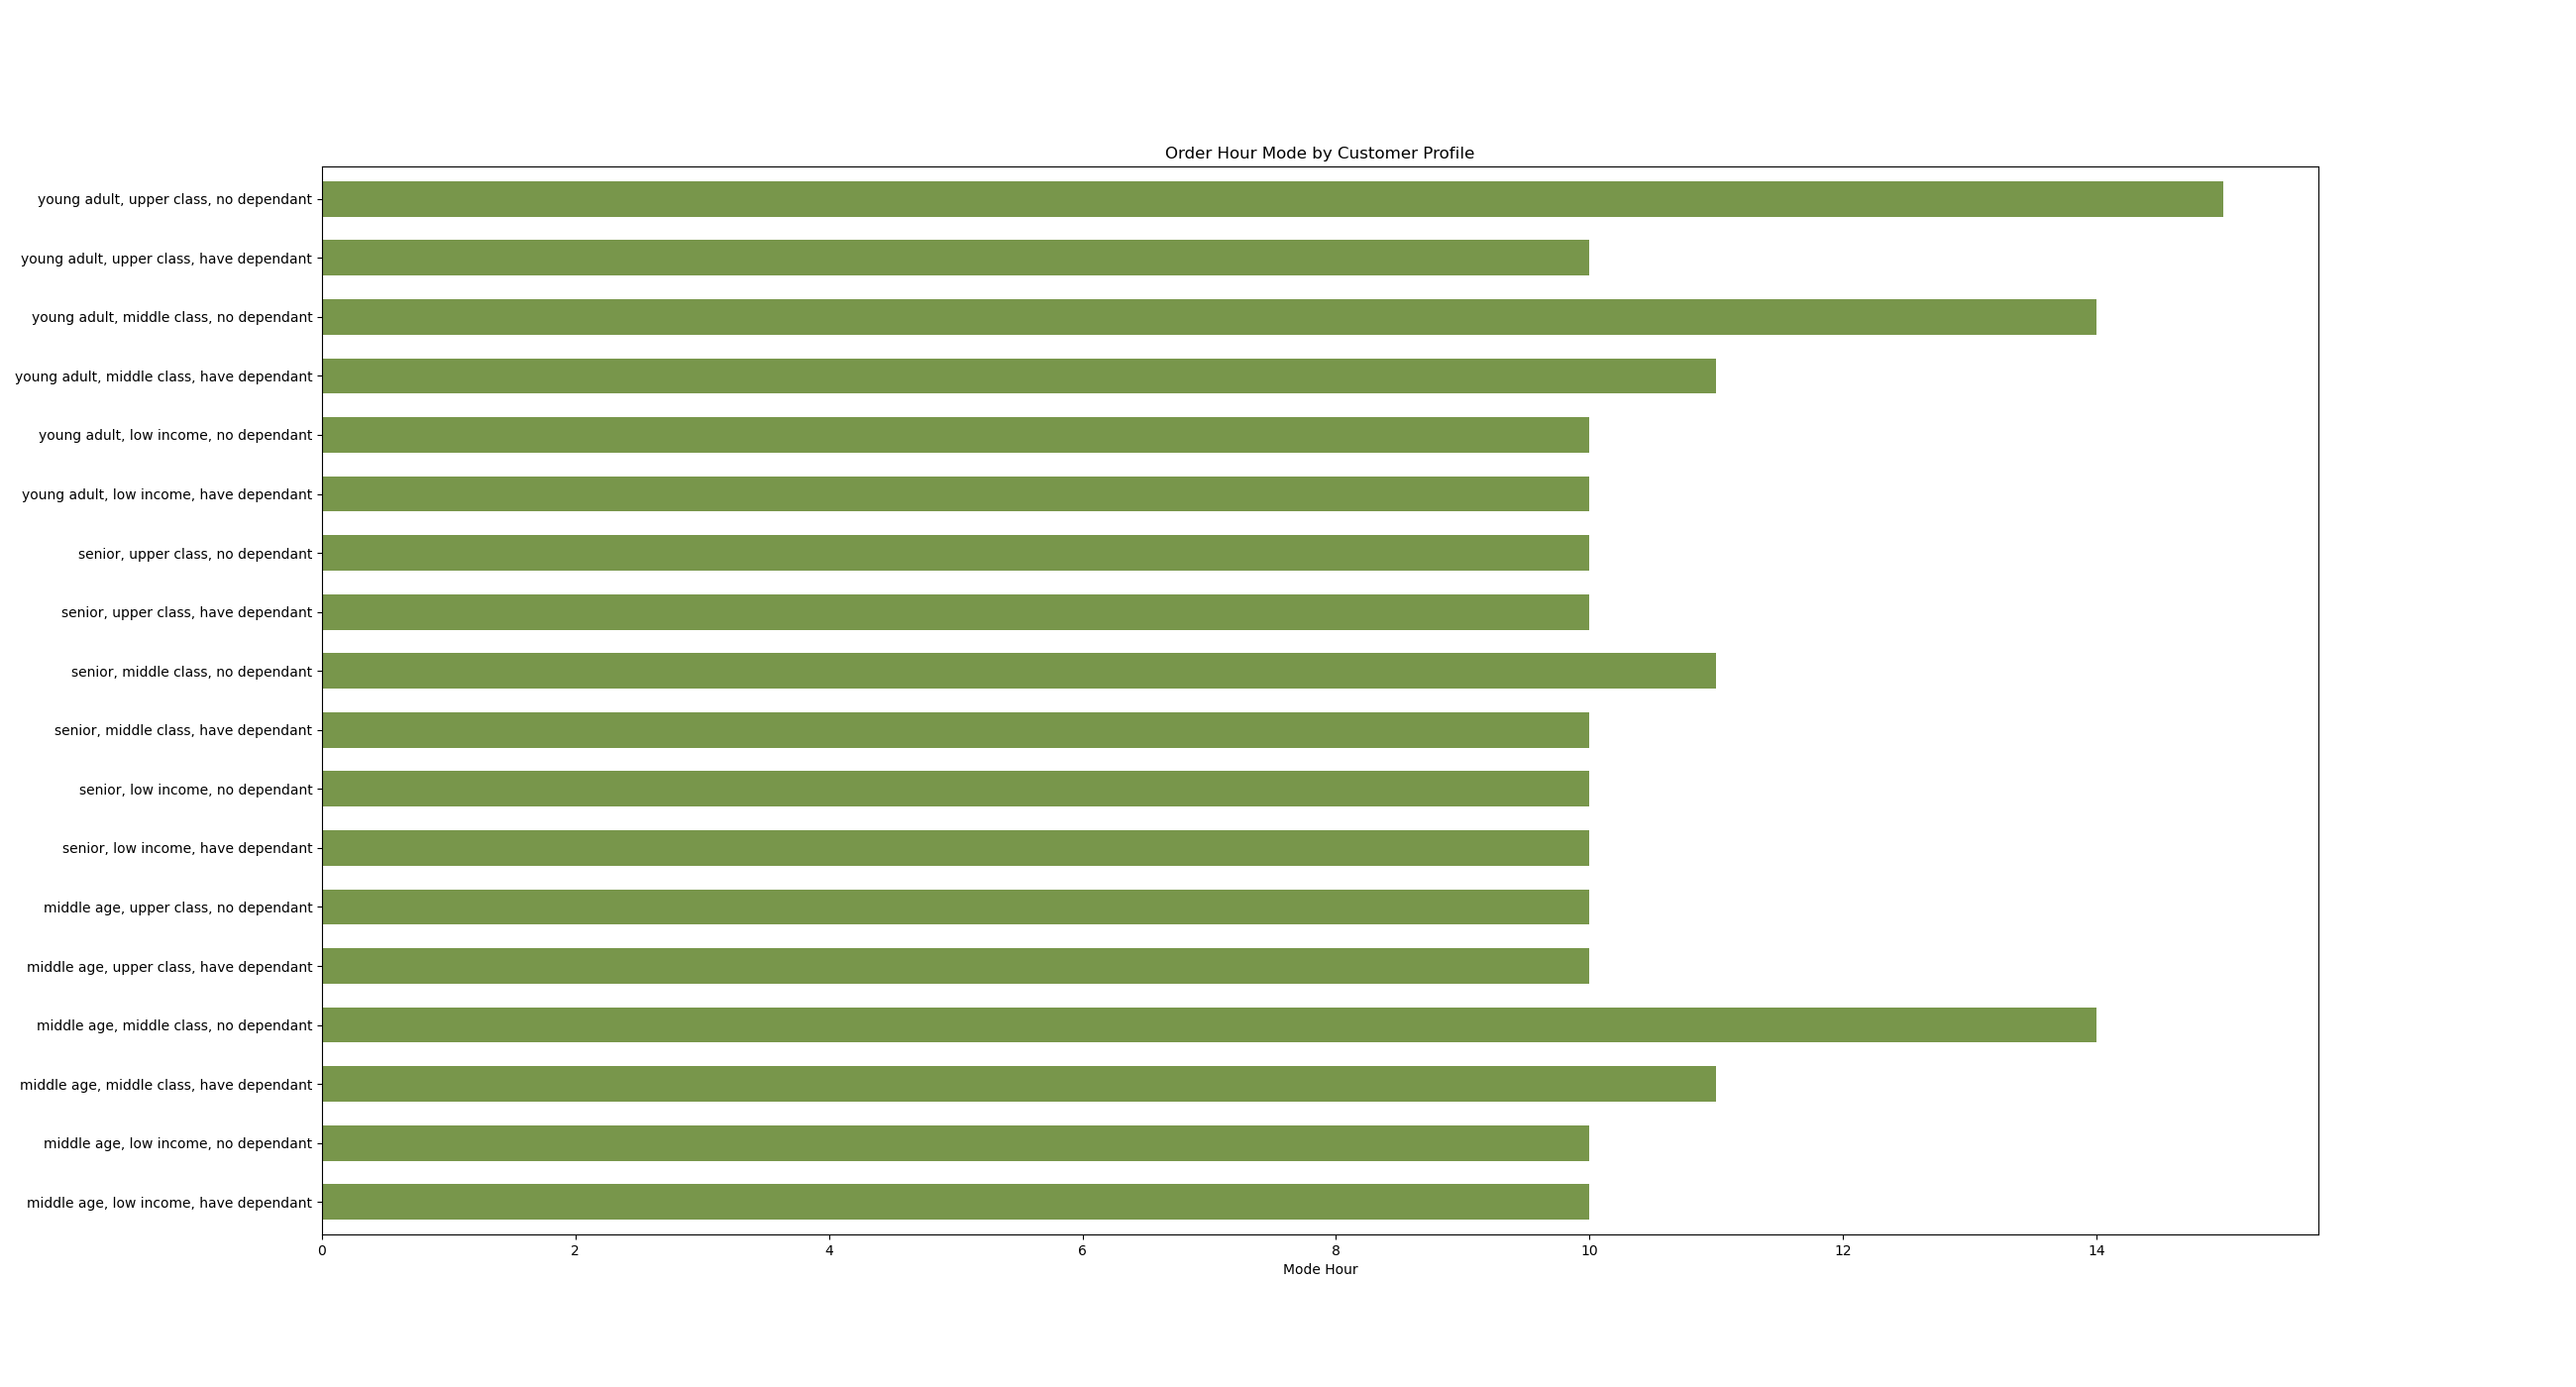 Order Hour Mode by Customer Profile
young adult, upper class, no dependant
young adult, upper class, have dependant
young adult, middle class, no dependant
young adult, middle class, have dependant
young adult, low income, no dependant
young adult, low income, have dependant
senior, upper class, no dependant
senior, upper class, have dependant
senior, middle class, no dependant
senior, middle class, have dependant
senior, low income, no dependant
senior, low income, have dependant
middle age, upper class, no dependant
middle age, upper class, have dependant
middle age, middle class, no dependant
middle age, middle class, have dependant
middle age, low income, no dependant
middle age, low income, have dependant
0 2 4 6 8 10 12 14
Mode Hour